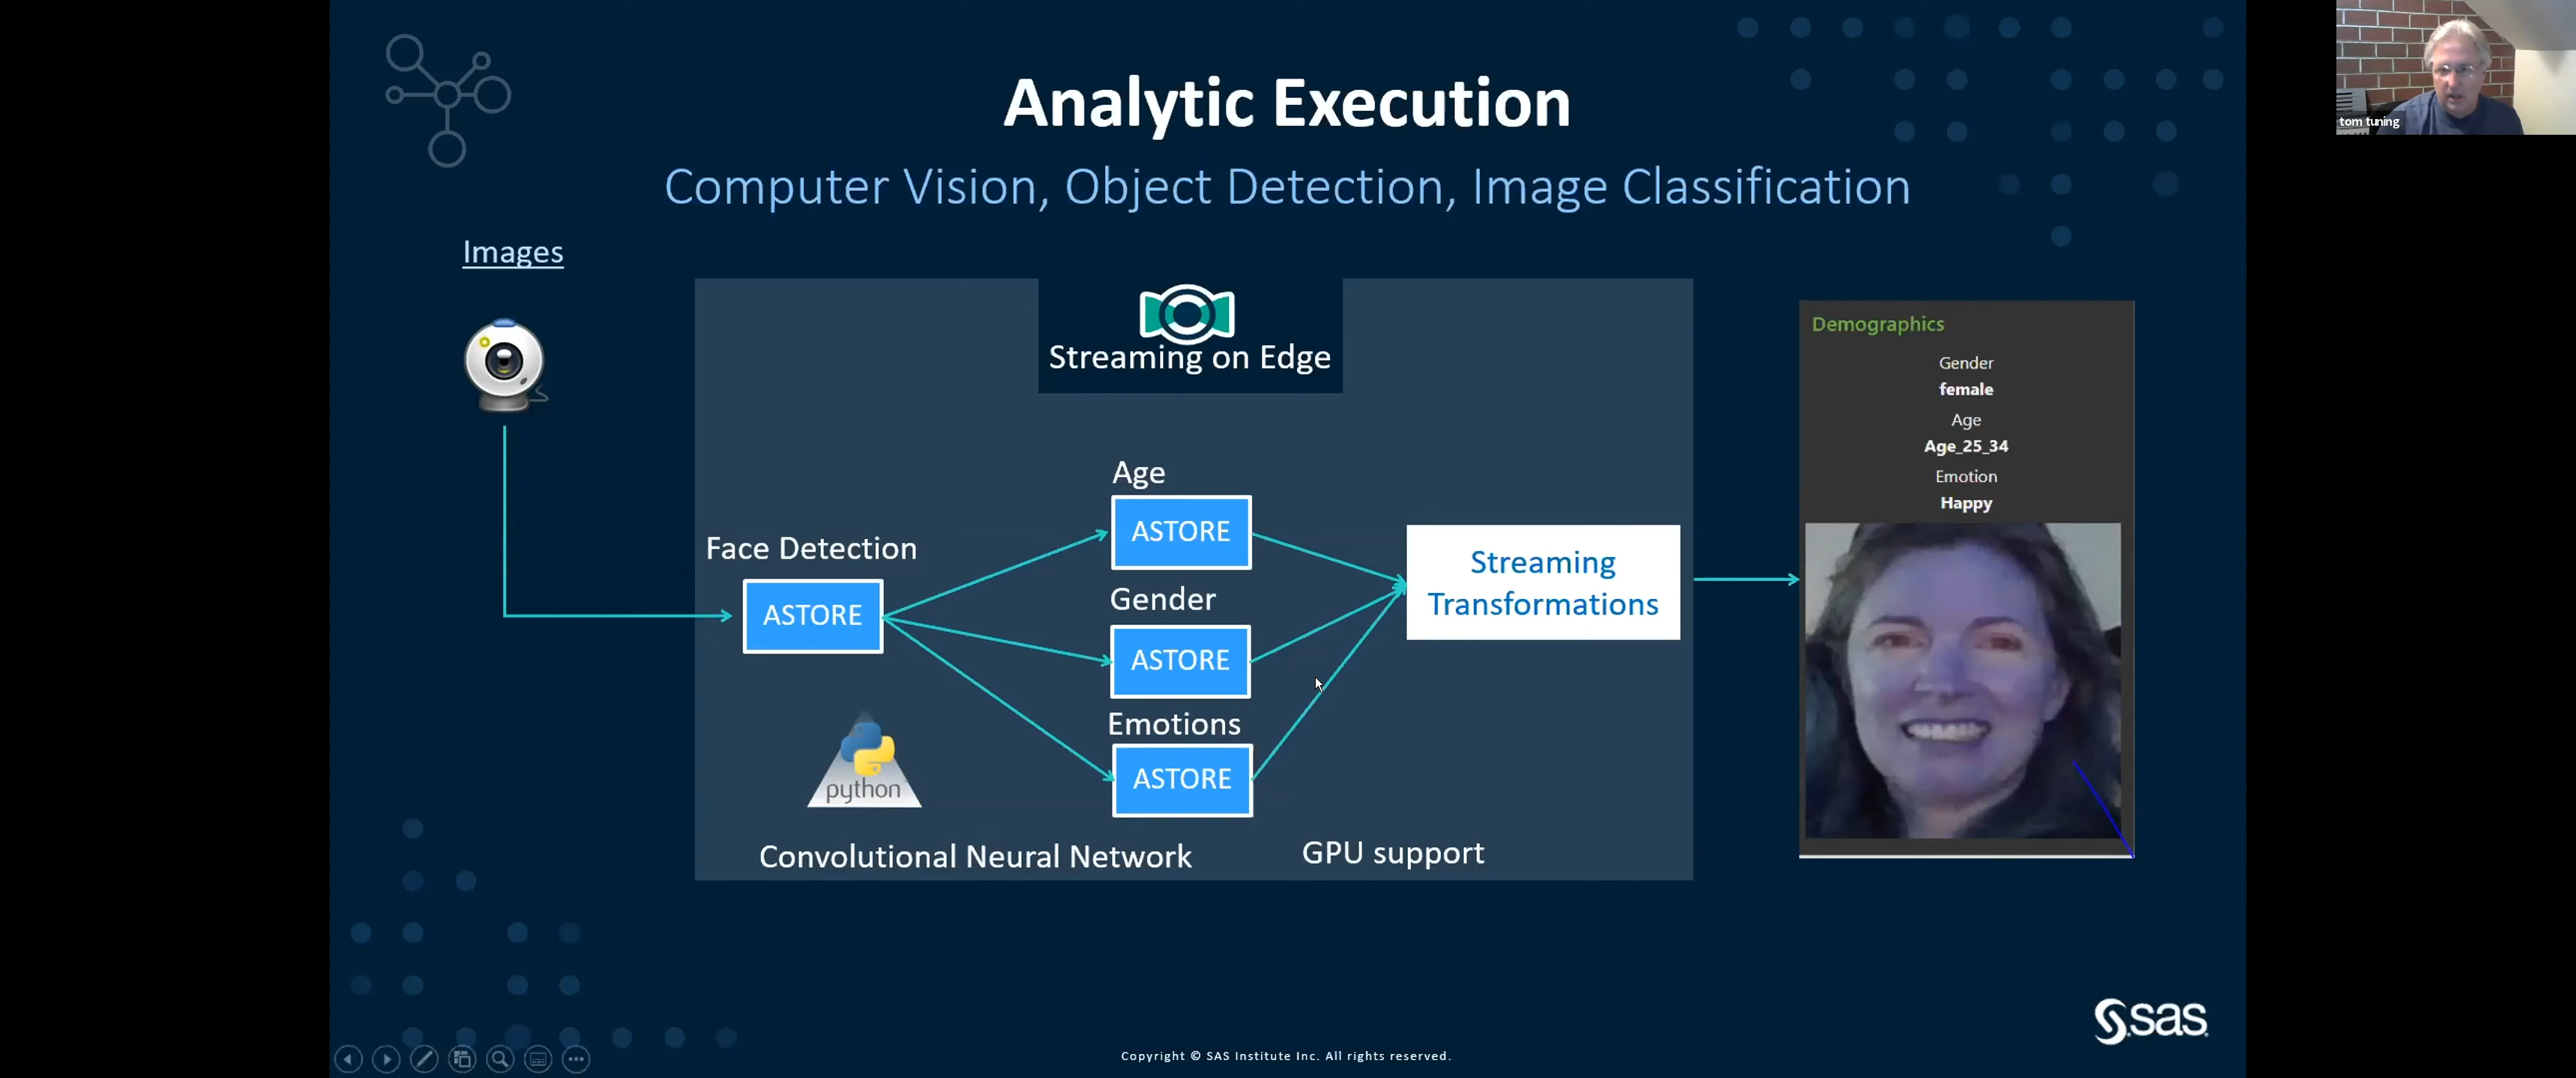 Analytic Execution
Computer Vision, Object Detection, Image Classification
tom tuning
Images
Streaming on Edge
Face Detection
ASTORE
Age
ASTORE
Gender
ASTORE
Emotions
ASTORE
Streaming
Transformations
python
Convolutional Neural Network
GPU support
Demographics
Gender
female
Age
Age_25_34
Emotion
Happy
sas
Copyright © SAS Institute Inc. All rights reserved.